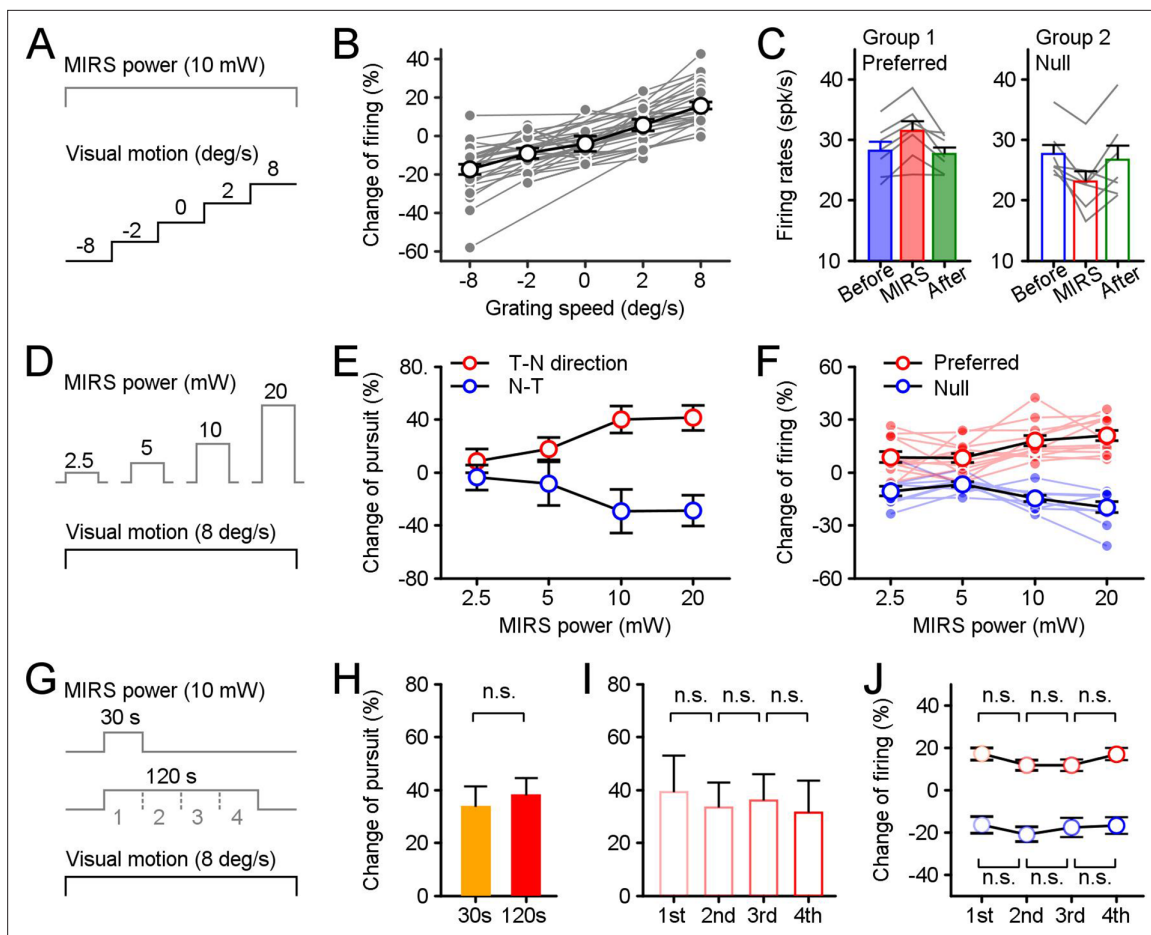 A
MIRS power (10 mW)
Visual motion (deg/s)
-8
-2
0
2
8
B
Change of firing (%)
40
20
0
-20
-40
-60
-8
-2
0
2
8
Grating speed (deg/s)
C
Group 1
Preferred
Group 2
Null
Firing rates (spk/s)
40
30
20
10
40
30
20
10
Before
MIRS
After
Before
MIRS
After
D
MIRS power (mW)
2.5
5
10
20
Visual motion (8 deg/s)
E
T-N direction
N-T
Change of pursuit (%)
80.
40
0
-40
-80
2.5
5
10
20
MIRS power (mW)
F
Preferred
Null
Change of firing (%)
60
30
0
-30
-60
2.5
5
10
20
MIRS power (mW)
G
MIRS power (10 mW)
30 s
120 s
1
2
3
4
Visual motion (8 deg/s)
H
n.s.
Change of pursuit (%)
80
60
40
20
0
30s
120s
I
n.s.
n.s.
n.s.
80
60
40
20
0
1st
2nd
3rd
4th
J
n.s.
n.s.
n.s.
Change of firing (%)
40
20
0
-20
-40
n.s.
n.s.
n.s.
1st
2nd
3rd
4th